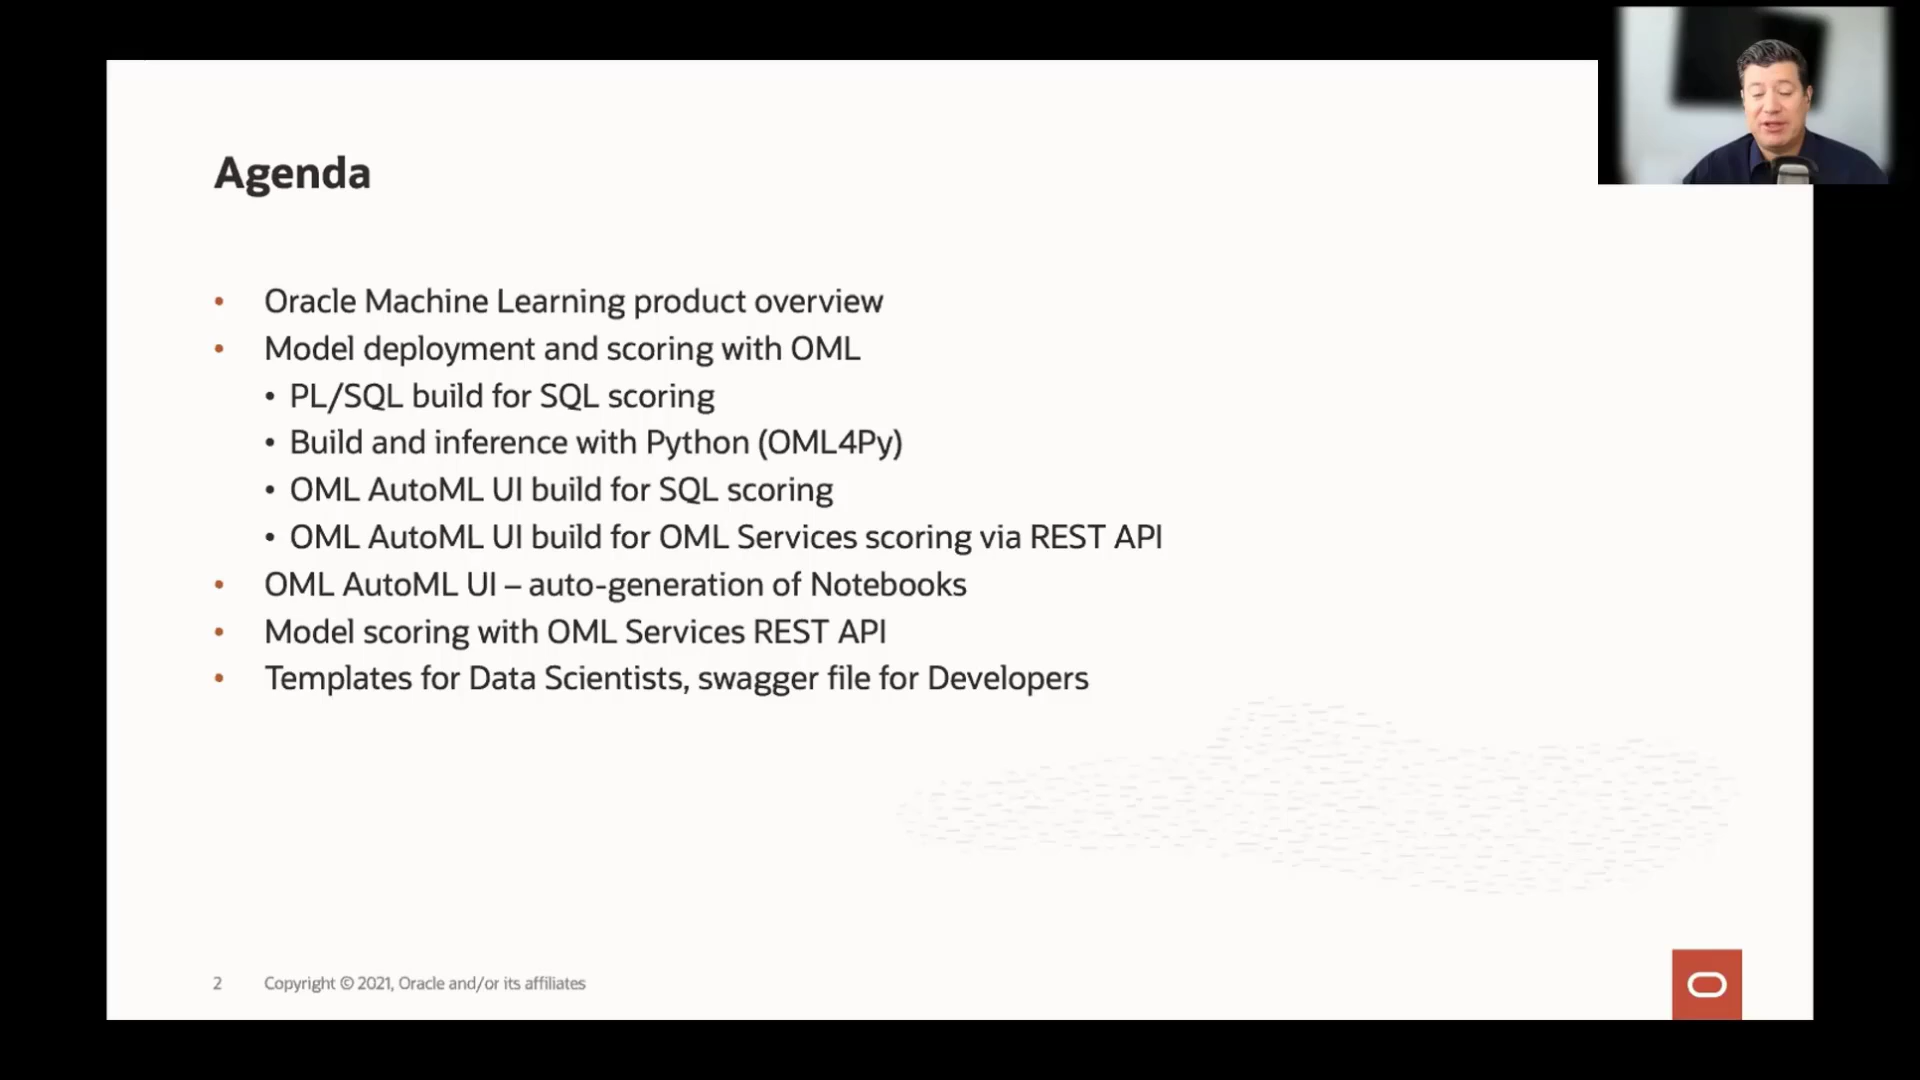 Agenda
• Oracle Machine Learning product overview
• Model deployment and scoring with OML
• PL/SQL build for SQL scoring
• Build and inference with Python (OML4Py)
• OML AutoML UI build for SQL scoring
• OML AutoML UI build for OML Services scoring via REST API
• OML AutoML UI – auto-generation of Notebooks
• Model scoring with OML Services REST API
• Templates for Data Scientists, swagger file for Developers
2 Copyright © 2021, Oracle and/or its affiliates